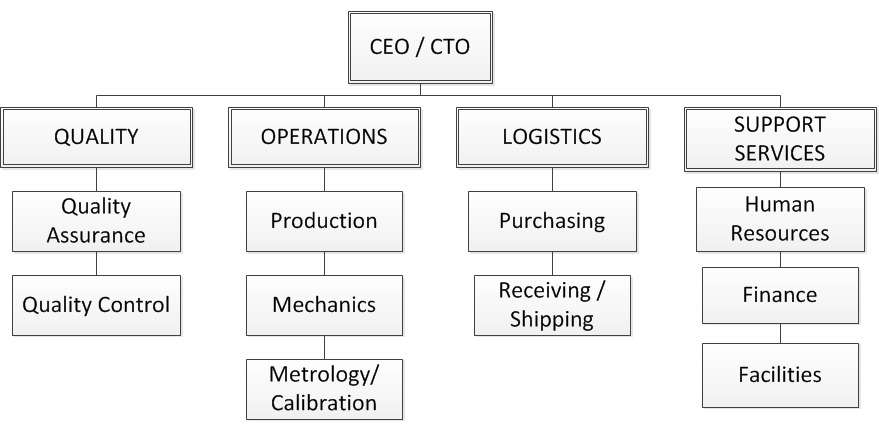 CEO / CTO
QUALITY
OPERATIONS
LOGISTICS
SUPPORT
SERVICES
Quality
Assurance
Production
Purchasing
Human
Resources
Quality Control
Mechanics
Receiving /
Shipping
Finance
Metrology/
Calibration
Facilities